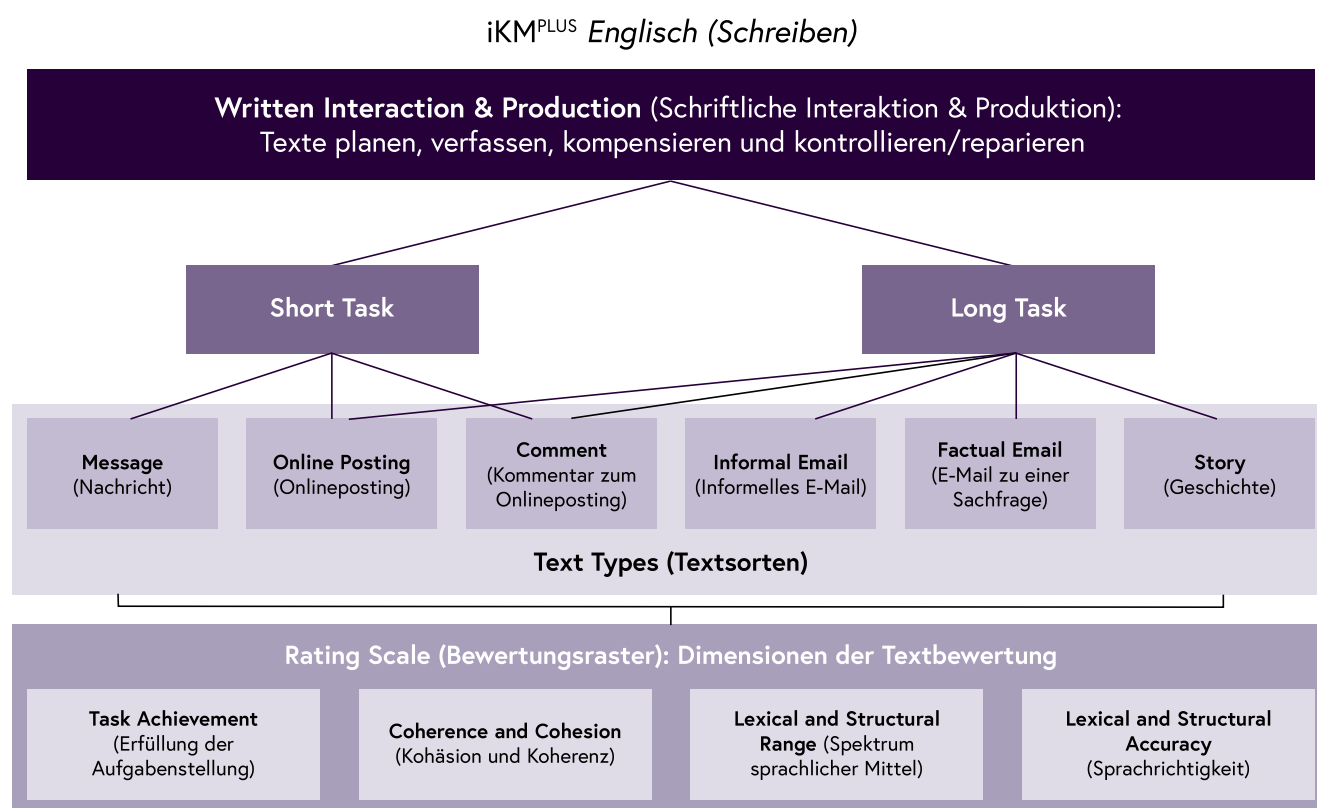 iKMPLUS Englisch (Schreiben)
Written Interaction & Production (Schriftliche Interaktion & Produktion):
Texte planen, verfassen, kompensieren und kontrollieren/reparieren
Short Task
Long Task
Message
(Nachricht)
Online Posting
(Onlineposting)
Comment
(Kommentar zum
Onlineposting)
Informal Email
(Informelles E-Mail)
Factual Email
(E-Mail zu einer
Sachfrage)
Story
(Geschichte)
Text Types (Textsorten)
Rating Scale (Bewertungsraster): Dimensionen der Textbewertung
Task Achievement
(Erfüllung der
Aufgabenstellung)
Coherence and Cohesion
(Kohäsion und Kohärenz)
Lexical and Structural
Range (Spektrum
sprachlicher Mittel)
Lexical and Structural
Accuracy
(Sprachrichtigkeit)